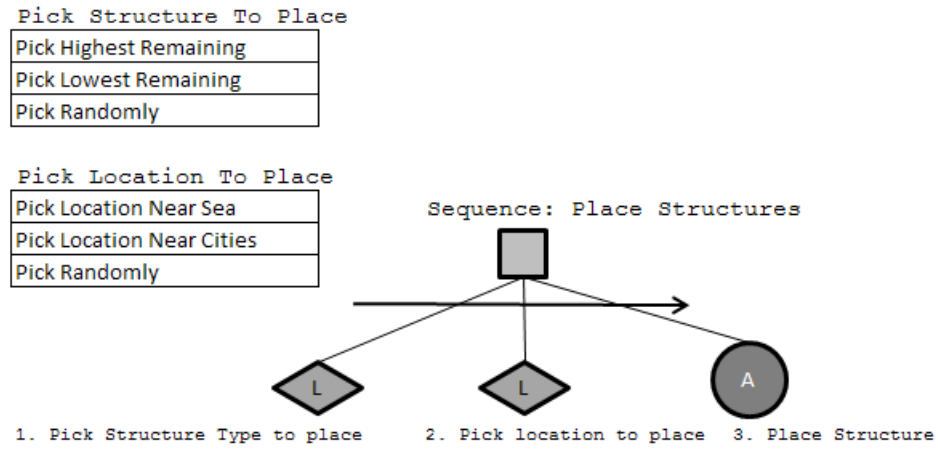 Pick Structure To Place
Pick Highest Remaining
Pick Lowest Remaining
Pick Randomly
Pick Location To Place
Pick Location Near Sea
Pick Location Near Cities
Pick Randomly
Sequence: Place Structures
L
L
A
1. Pick Structure Type to place
2. Pick location to place
3. Place Structure